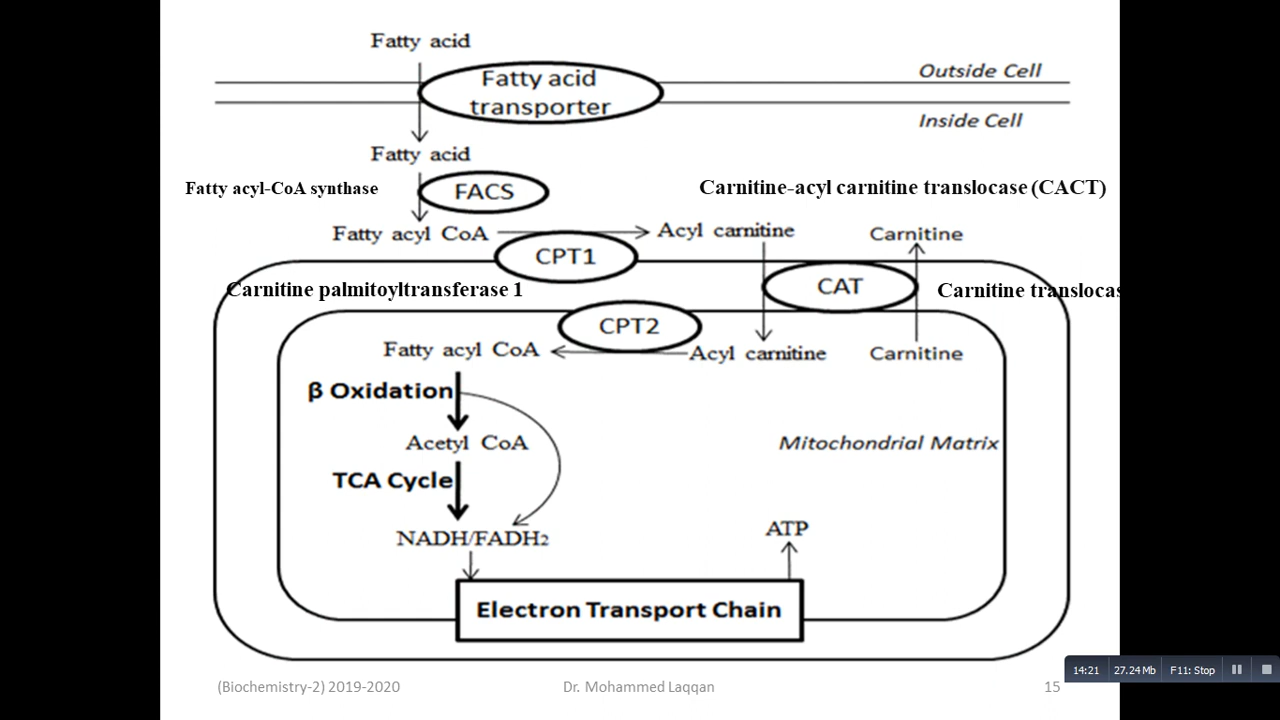 Fatty acid
Fatty acid
transporter
Outside Cell
Inside Cell
Fatty acid
Fatty acyl-CoA synthase
FACS
Carnitine-acyl carnitine translocase (CACT)
Fatty acyl CoA
Acyl carnitine
Carnitine
CPT1
CAT
Carnitine palmitoyltransferase 1
Carnitine translocas
CPT2
Fatty acyl CoA
Acyl carnitine
Carnitine
β Oxidation
Acetyl CoA
Mitochondrial Matrix
TCA Cycle
NADH/FADH2
ATP
Electron Transport Chain
(Biochemistry-2) 2019-2020
Dr. Mohammed Laqqan
15
14:21 27.24 Mb F11: Stop